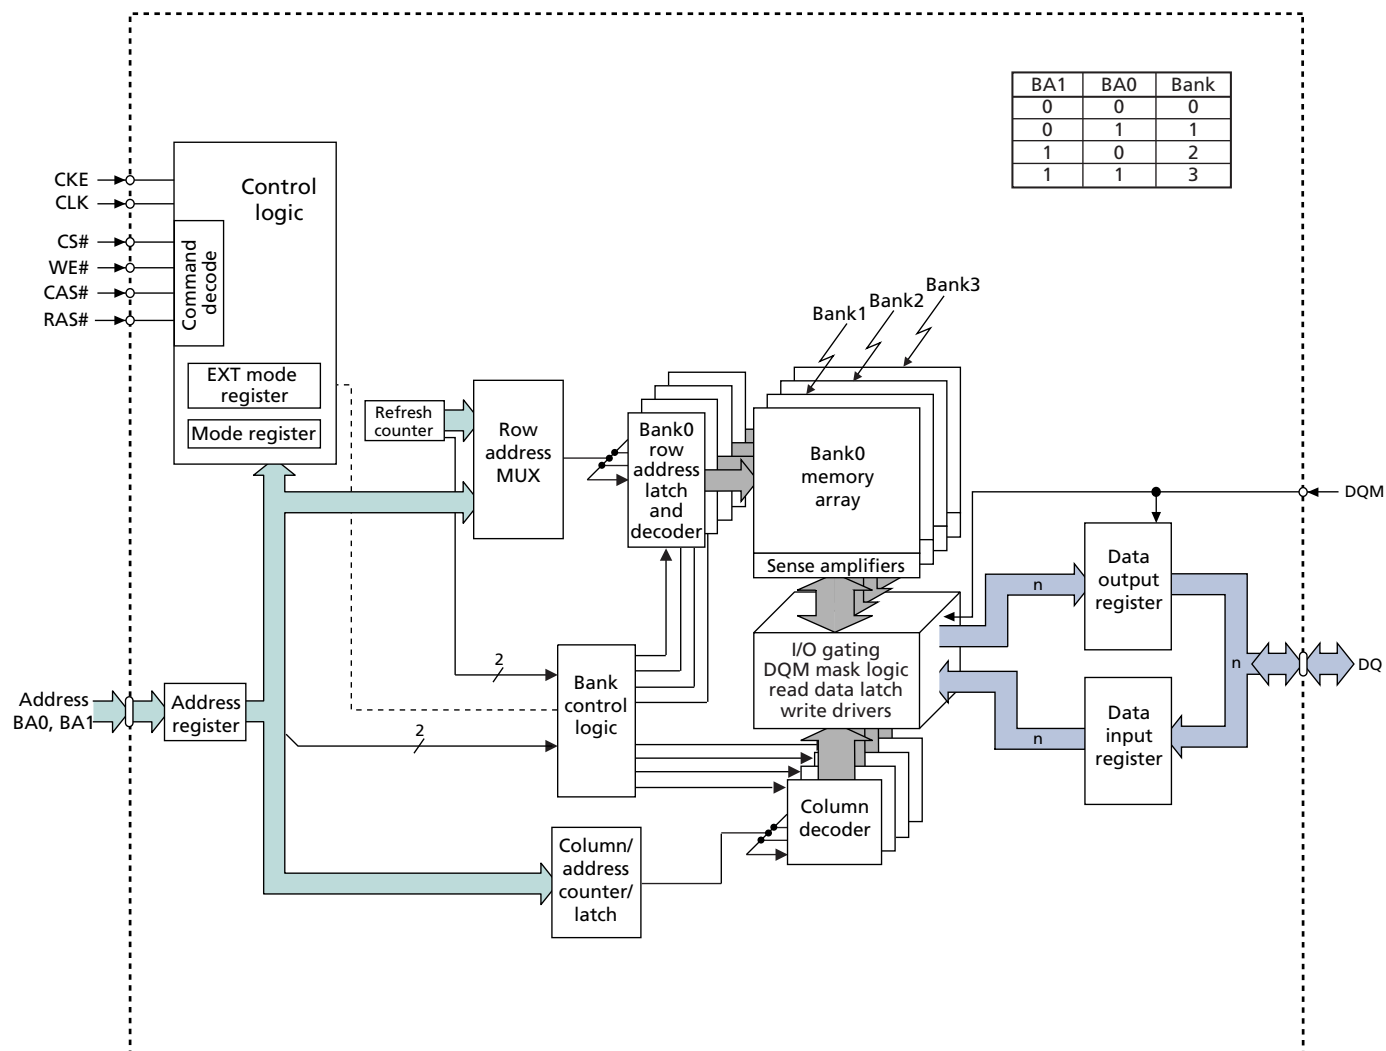 BA1 BA0 Bank
0 0 0
0 1 1
1 0 2
1 1 3
CKE
CLK
CS#
WE#
CAS#
RAS#
Control
logic
Command
decode
EXT mode
register
Mode register
Refresh
counter
Row
address
MUX
Bank0
row
address
latch
and
decoder
Bank1
Bank2
Bank3
Bank0
memory
array
Sense amplifiers
I/O gating
DQM mask logic
read data latch
write drivers
DQM
Data
output
register
n
n
DQ
Data
input
register
n
Address
BA0, BA1
Address
register
2
2
Bank
control
logic
Column
decoder
Column/
address
counter/
latch